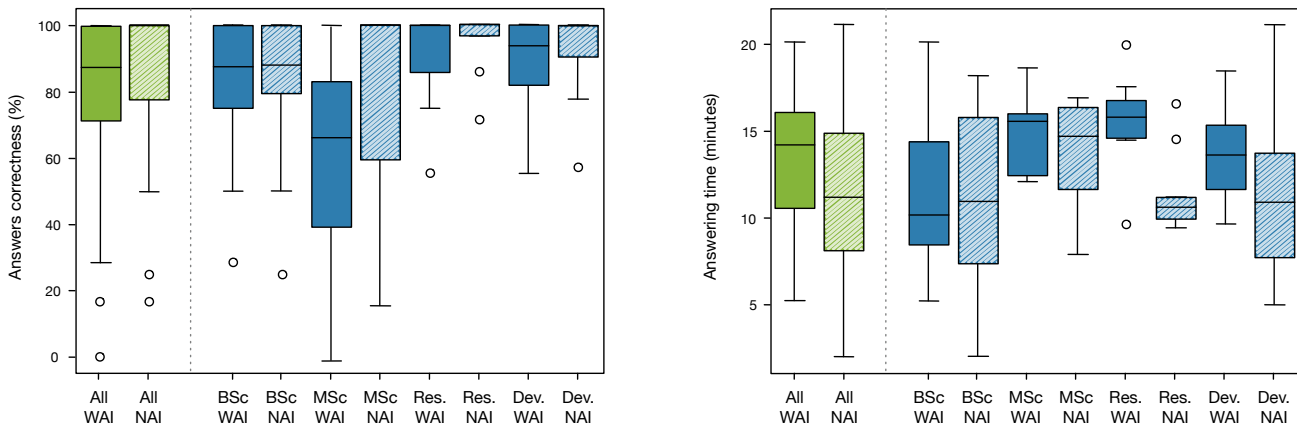 Answers correctness (%)
100
80
60
40
20
0
All All BSc BSc MSc MSc Res. Res. Dev. Dev.
WAI NAI WAI NAI WAI NAI WAI NAI WAI NAI
Answering time (minutes)
20
15
10
5
All All BSc BSc MSc MSc Res. Res. Dev. Dev.
WAI NAI WAI NAI WAI NAI WAI NAI WAI NAI